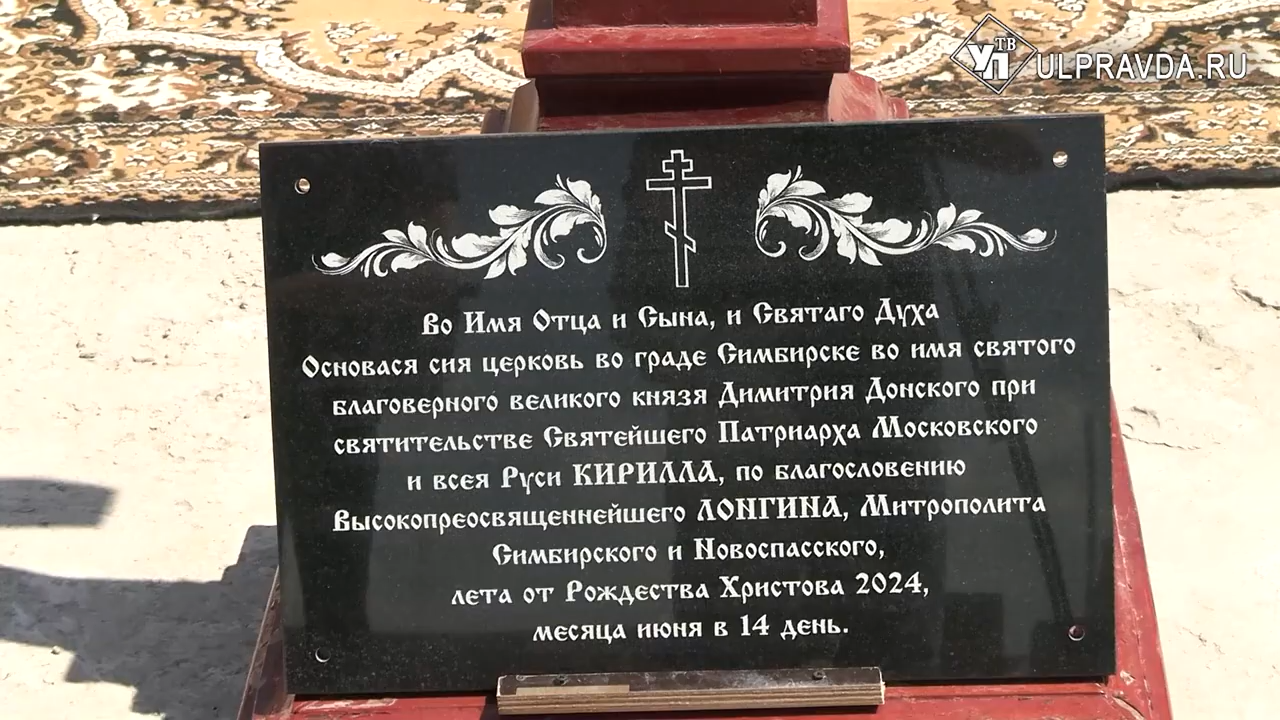 УП ТВ ULPRAVDA.RU
Во Имя Отца и Сына, и Святаго Духа
Основася сия церковь во граде Симбирске во имя святого
благоверного великого князя Димитрия Донского при
святительстве Святейшего Патриарха Московского
и всея Руси КИРИЛЛА, по благословению
Высокопреосвященнейшего ЛОНГИНА, Митрополита
Симбирского и Новоспасского,
лета от Рождества Христова 2024,
месяца июня в 14 день.